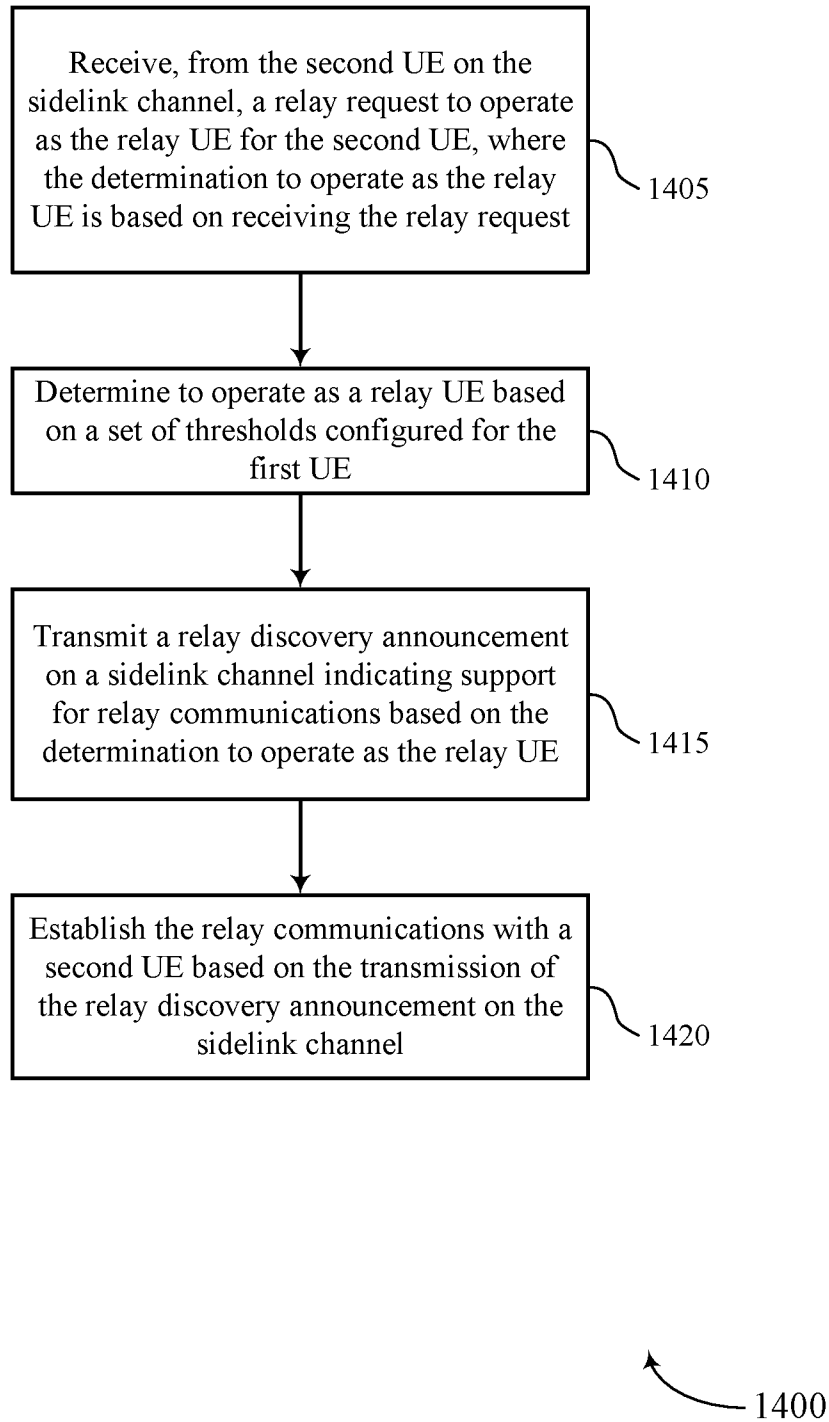 Receive, from the second UE on the
sidelink channel, a relay request to operate
as the relay UE for the second UE, where
the determination to operate as the relay
UE is based on receiving the relay request
1405
Determine to operate as a relay UE based
on a set of thresholds configured for the
first UE
1410
Transmit a relay discovery announcement
on a sidelink channel indicating support
for relay communications based on the
determination to operate as the relay UE
1415
Establish the relay communications with a
second UE based on the transmission of
the relay discovery announcement on the
sidelink channel
1420
1400